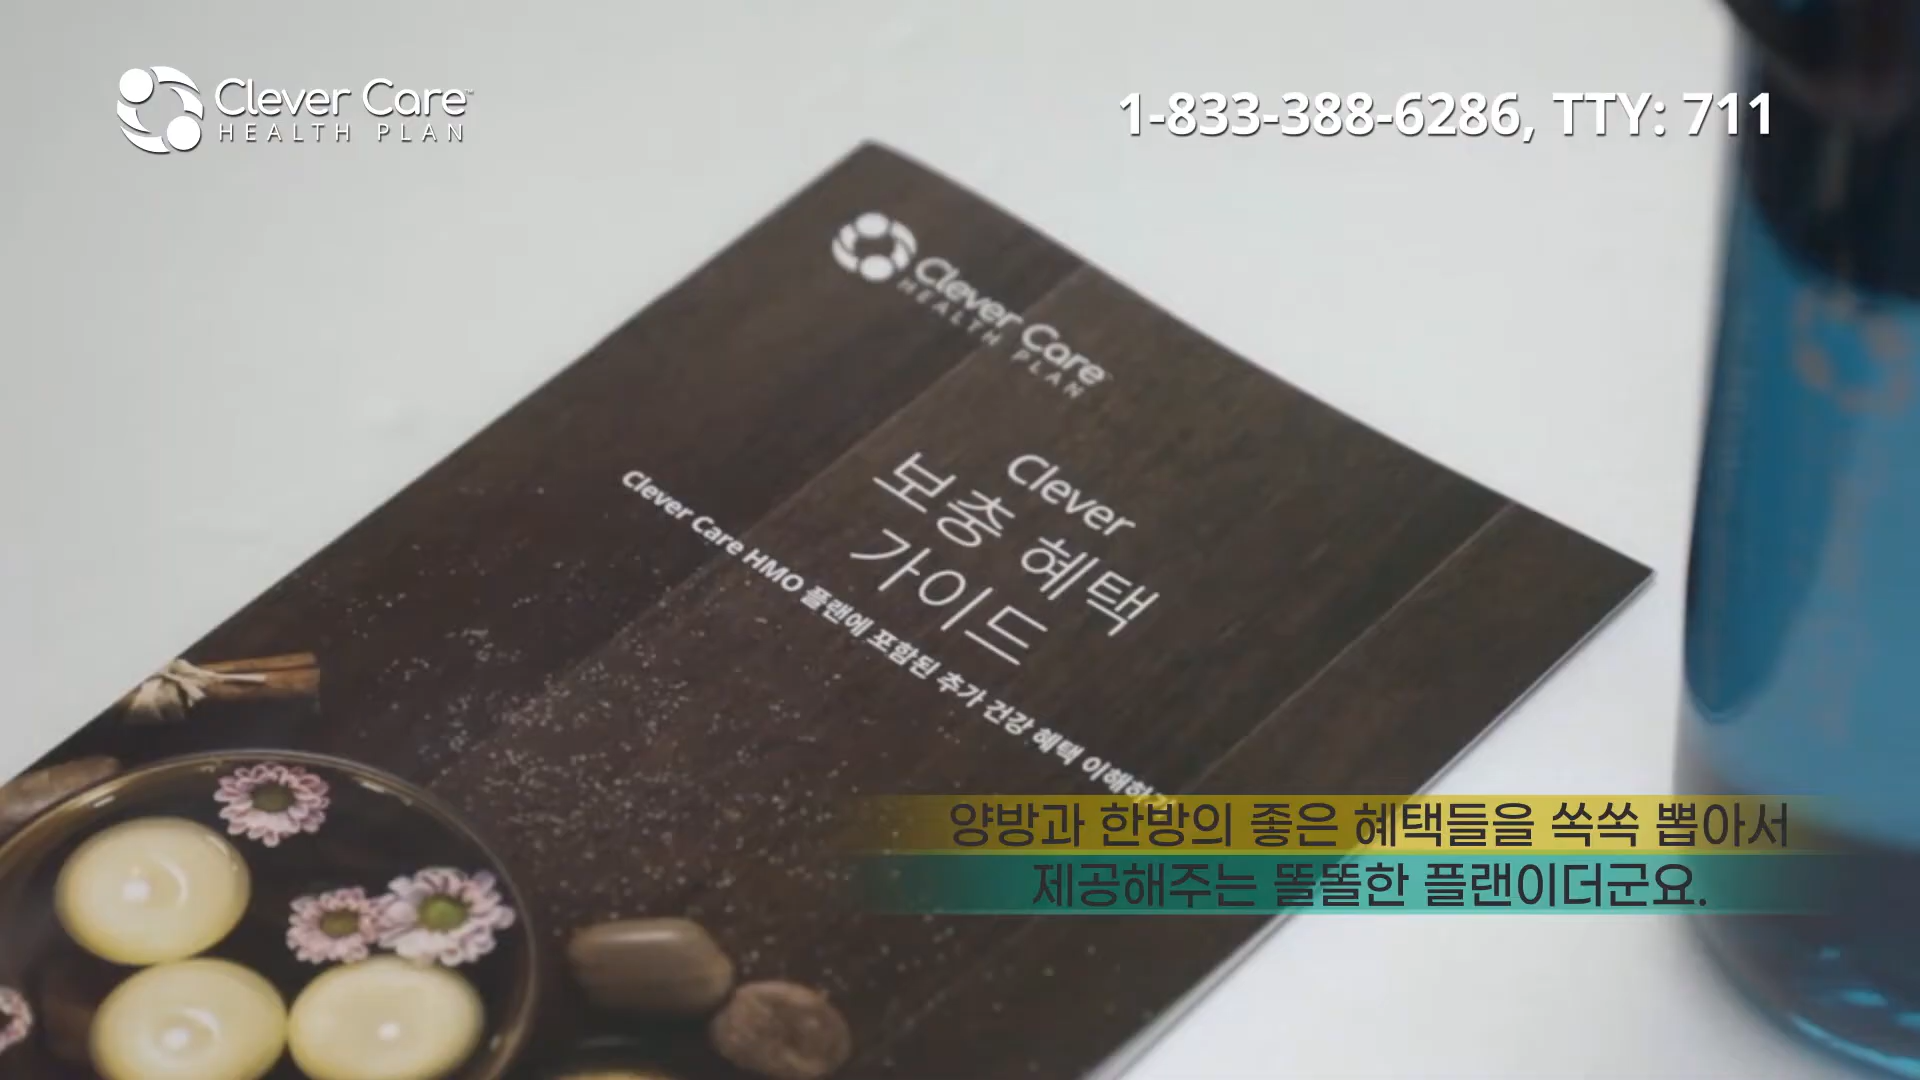 Clever Care™
HEALTH PLAN
1-833-388-6286, TTY: 711
Clever Care
HEALTH PLAN
Clever
보충 혜택
가이드
Clever Care HMO 플랜에 포함된 추가 건강 혜택 이해하기
양방과 한방의 좋은 혜택들을 쏙쏙 뽑아서
제공해주는 똘똘한 플랜이더군요.